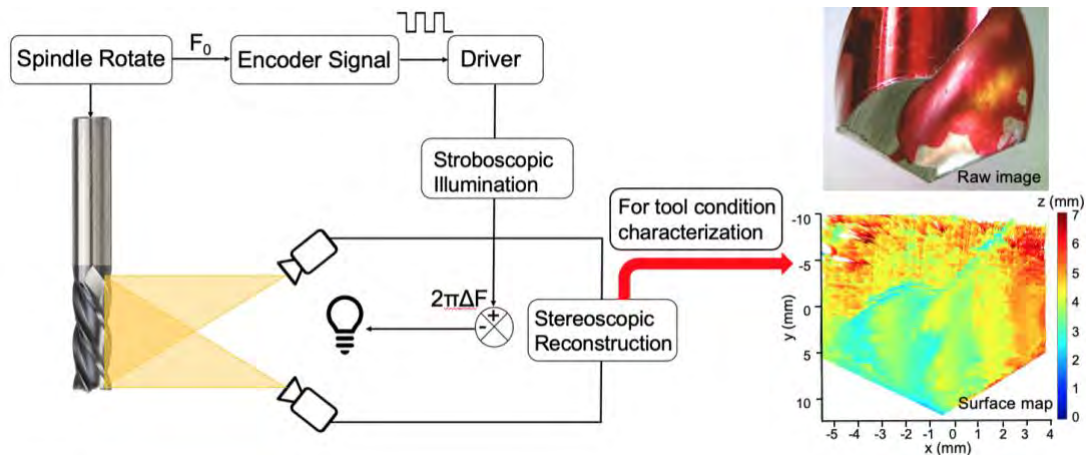 F₀
Spindle Rotate
Encoder Signal
Driver
Stroboscopic
Illumination
2πΔF
+
-
Stereoscopic
Reconstruction
For tool condition
characterization
Raw image
z (mm)
7
6
5
4
3
2
1
0
-10
-5
0
5
10
y (mm)
Surface map
-5 -4 -3 -2 -1 0 1 2 3 4
x (mm)